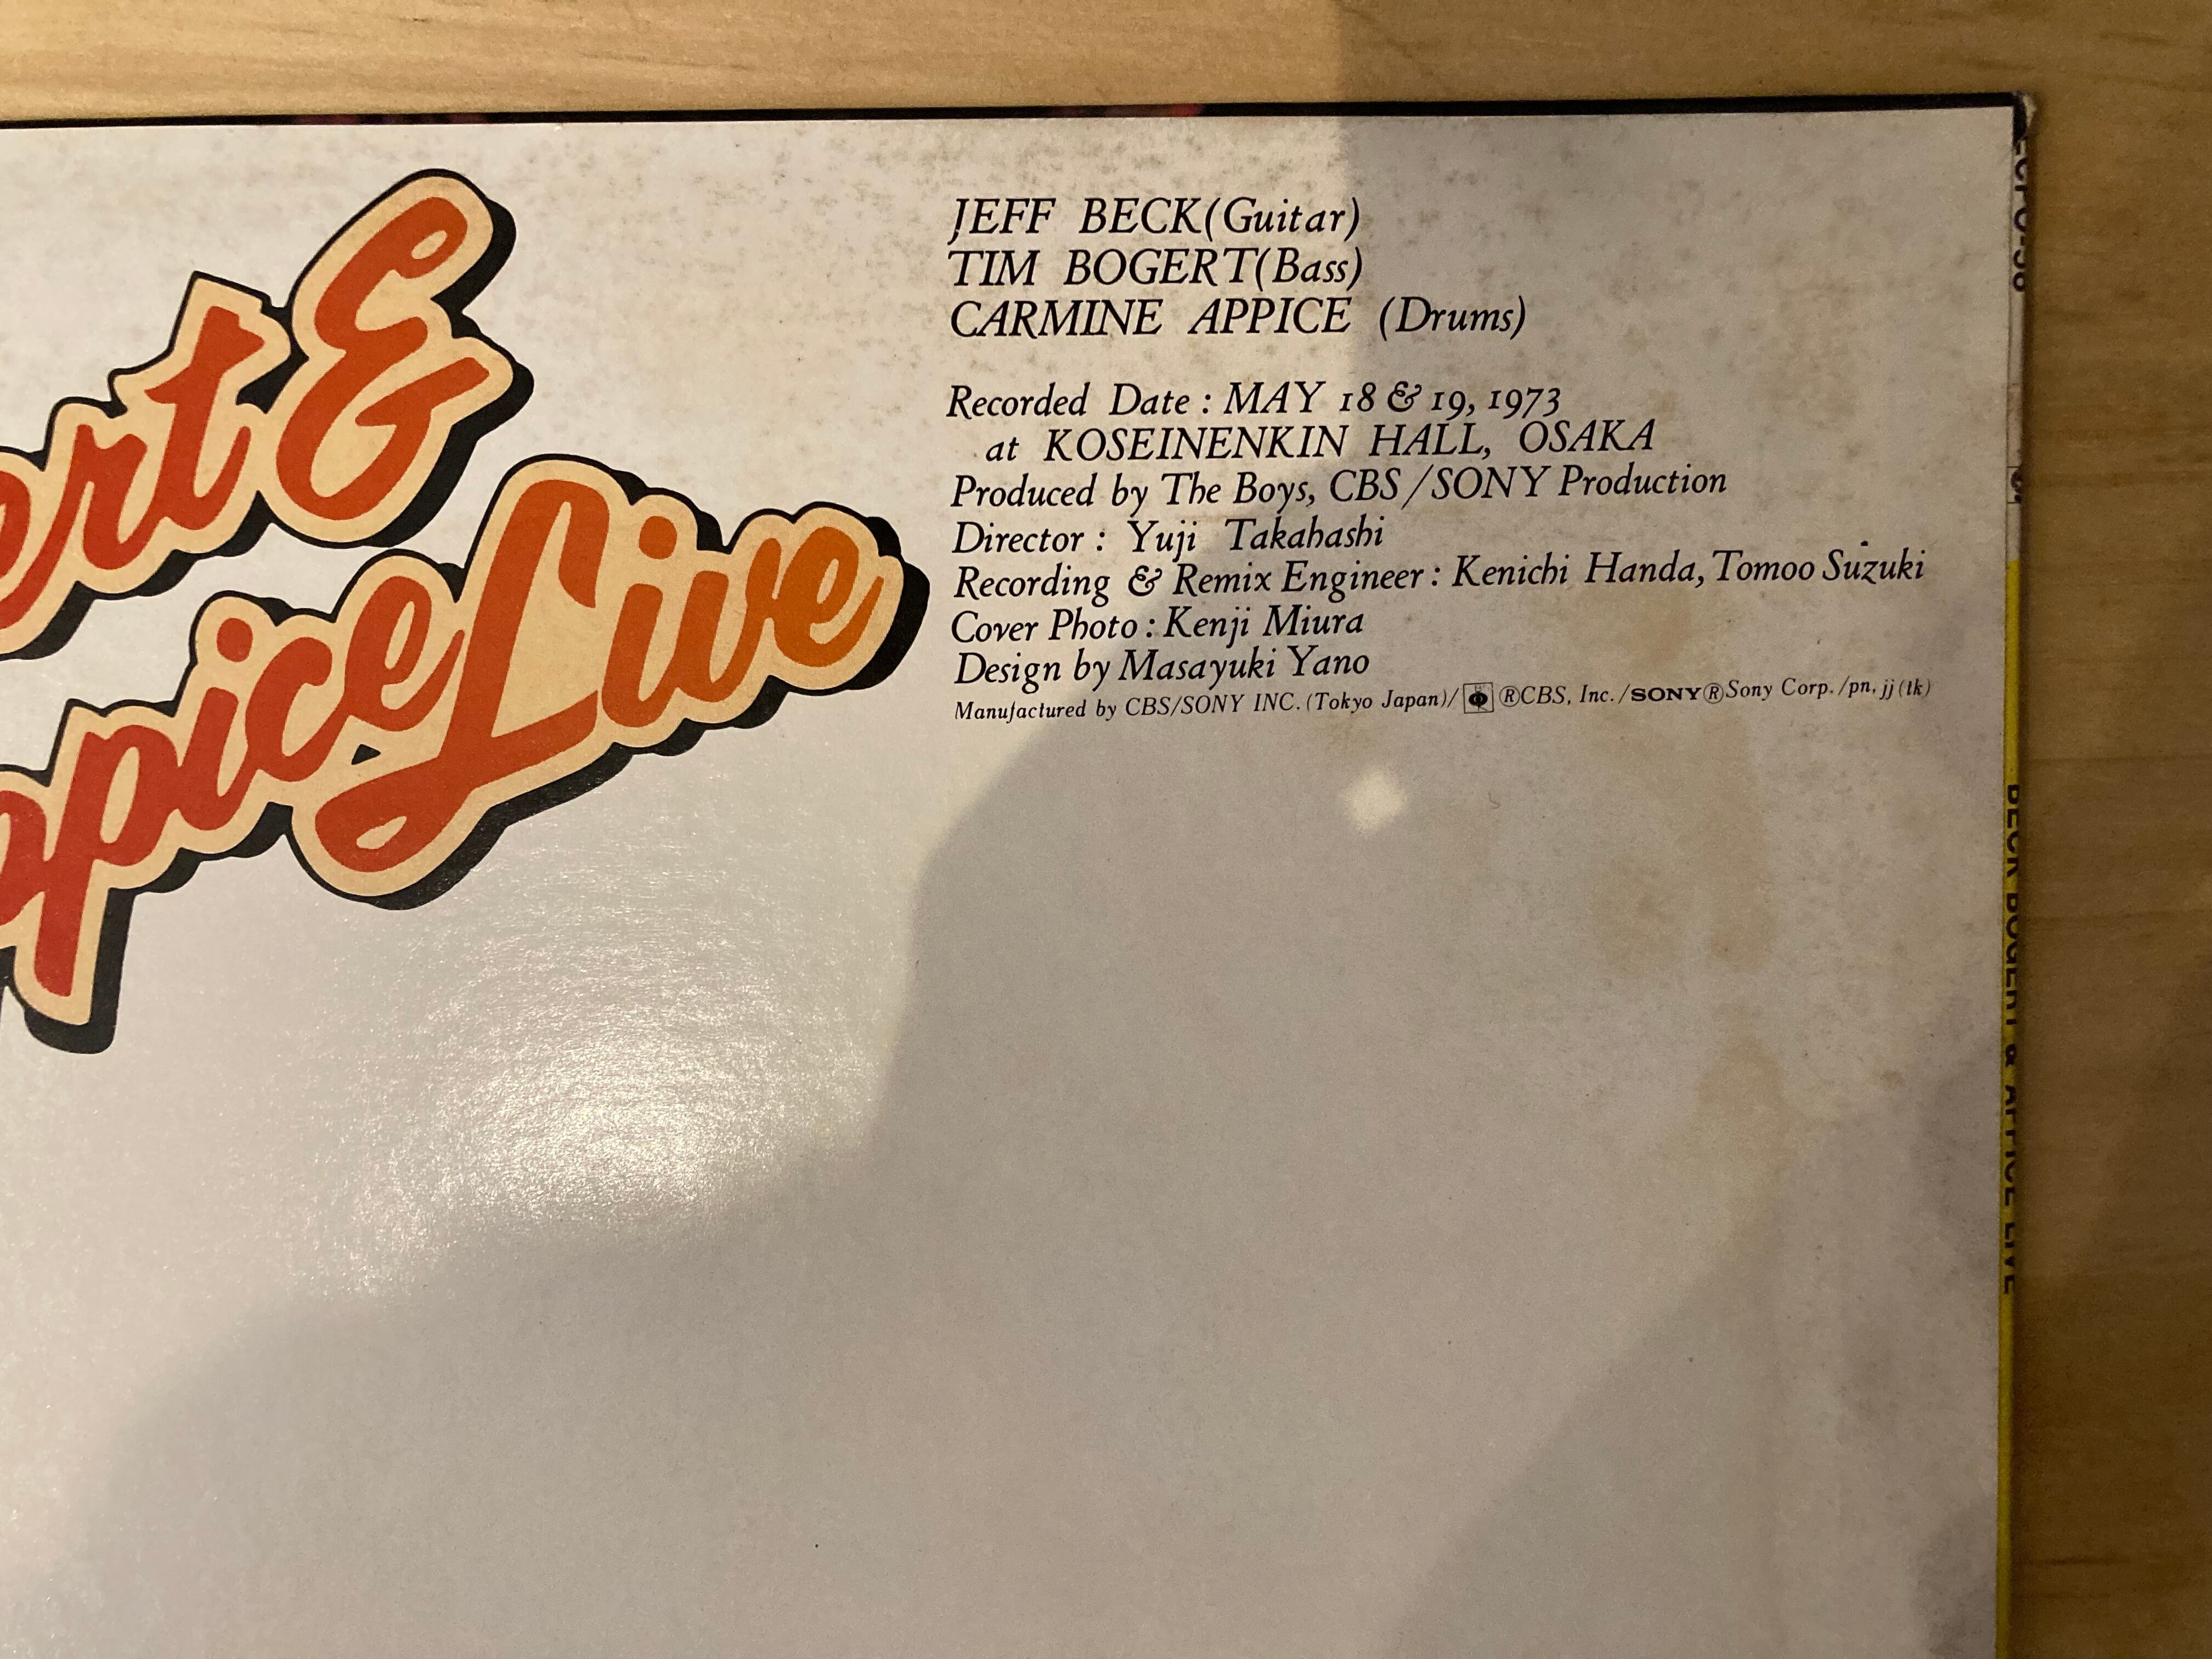 ert &
ppice Live
JEFF BECK(Guitar)
TIM BOGERT(Bass)
CARMINE APPICE (Drums)
Recorded Date : MAY 18 & 19, 1973
at KOSEINENKIN HALL, OSAKA
Produced by The Boys, CBS/SONY Production
Director : Yuji Takahashi
Recording & Remix Engineer : Kenichi Handa, Tomoo Suzuki
Cover Photo : Kenji Miura
Design by Masayuki Yano
Manufactured by CBS/SONY INC. (Tokyo Japan)/ ®CBS, Inc./SONY®Sony Corp./pn, jj (tk)
BECK BOGERT & APPICE LIVE